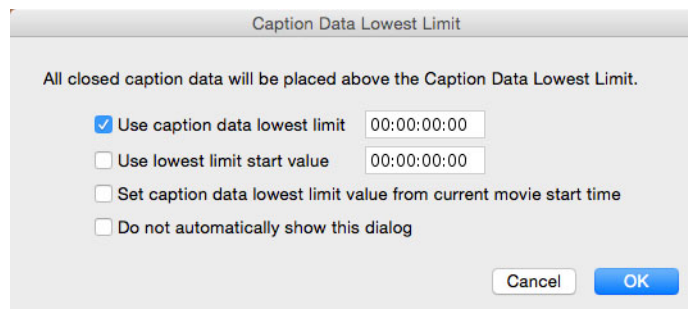 Caption Data Lowest Limit
All closed caption data will be placed above the Caption Data Lowest Limit.
Use caption data lowest limit 00:00:00:00
Use lowest limit start value 00:00:00:00
Set caption data lowest limit value from current movie start time
Do not automatically show this dialog
Cancel OK